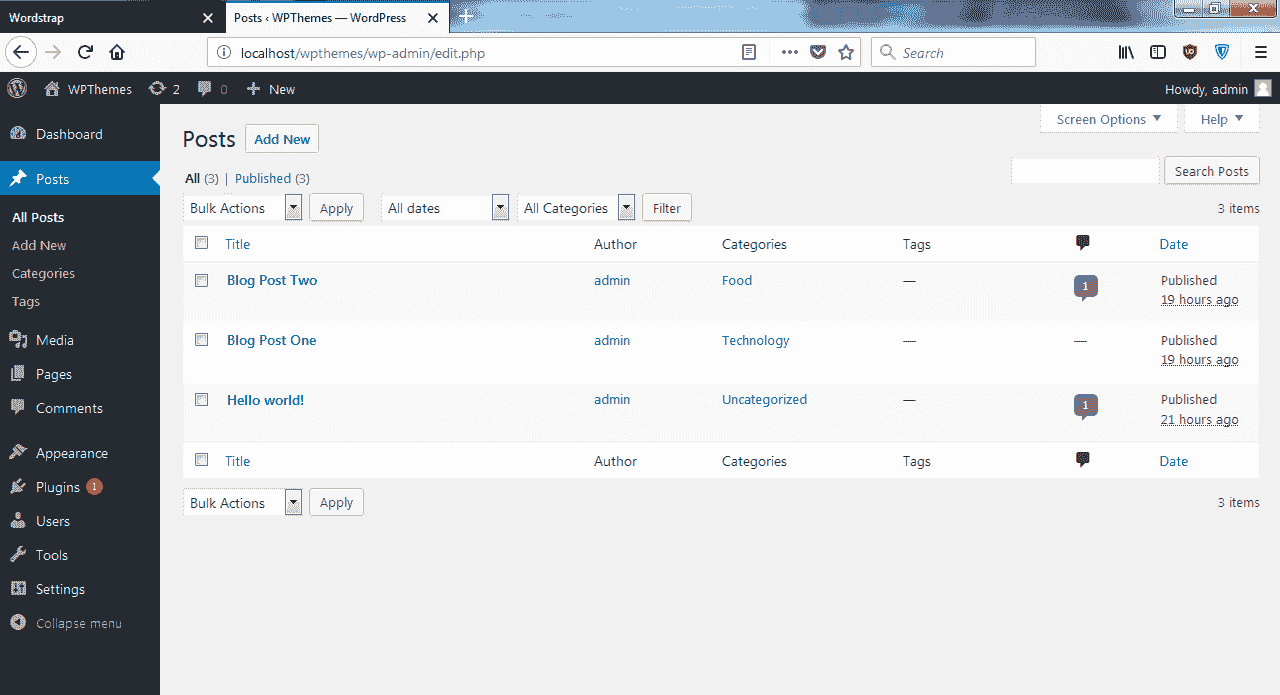 Wordstrap
Posts ‹ WPThemes — WordPress
localhost/wpthemes/wp-admin/edit.php
Search
WPThemes 2 0 New
Howdy, admin
Dashboard
Posts
All Posts
Add New
Categories
Tags
Media
Pages
Comments
Appearance
Plugins 1
Users
Tools
Settings
Collapse menu
Screen Options Help
Posts Add New
All (3) | Published (3)
Search Posts
Bulk Actions Apply All dates All Categories Filter 3 items
Title Author Categories Tags Date
Blog Post Two admin Food — 1 Published
19 hours ago
Blog Post One admin Technology — — Published
19 hours ago
Hello world! admin Uncategorized — 1 Published
21 hours ago
Title Author Categories Tags Date
Bulk Actions Apply 3 items